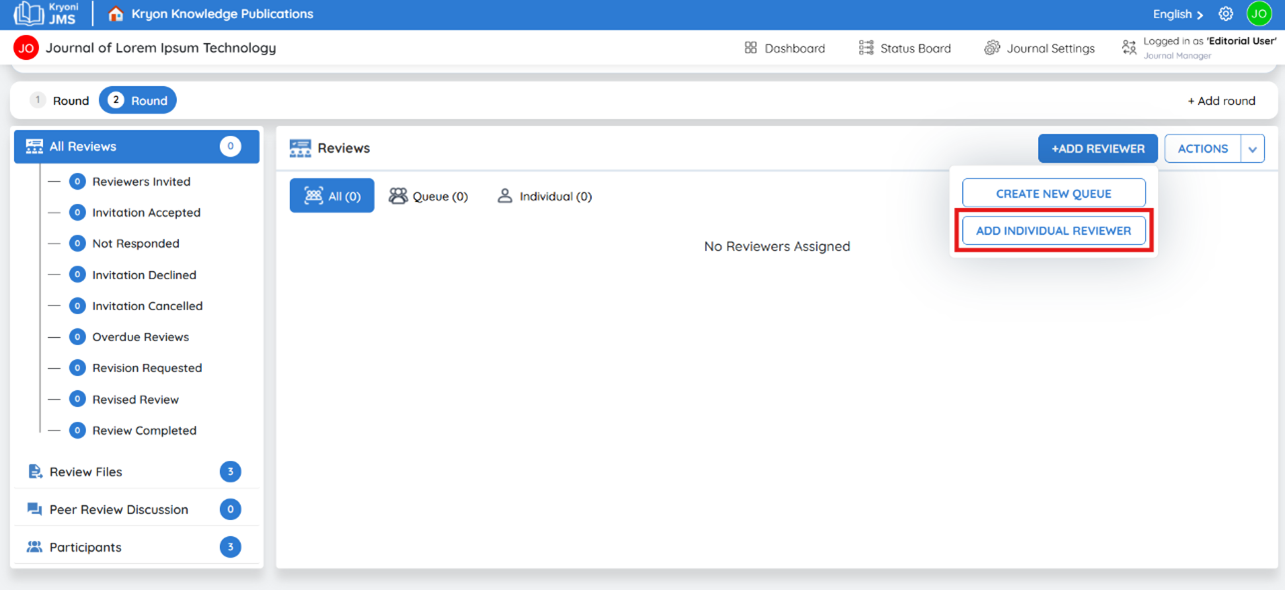 Kryoni
JMS
Kryon Knowledge Publications
English
JO
JO
Journal of Lorem Ipsum Technology
Dashboard
Status Board
Journal Settings
Logged in as 'Editorial User'
Journal Manager
1 Round
2 Round
+ Add round
All Reviews 0
0 Reviewers Invited
0 Invitation Accepted
0 Not Responded
0 Invitation Declined
0 Invitation Cancelled
0 Overdue Reviews
0 Revision Requested
0 Revised Review
0 Review Completed
Review Files 3
Peer Review Discussion 0
Participants 3
Reviews
+ADD REVIEWER
ACTIONS
All (0)
Queue (0)
Individual (0)
CREATE NEW QUEUE
ADD INDIVIDUAL REVIEWER
No Reviewers Assigned